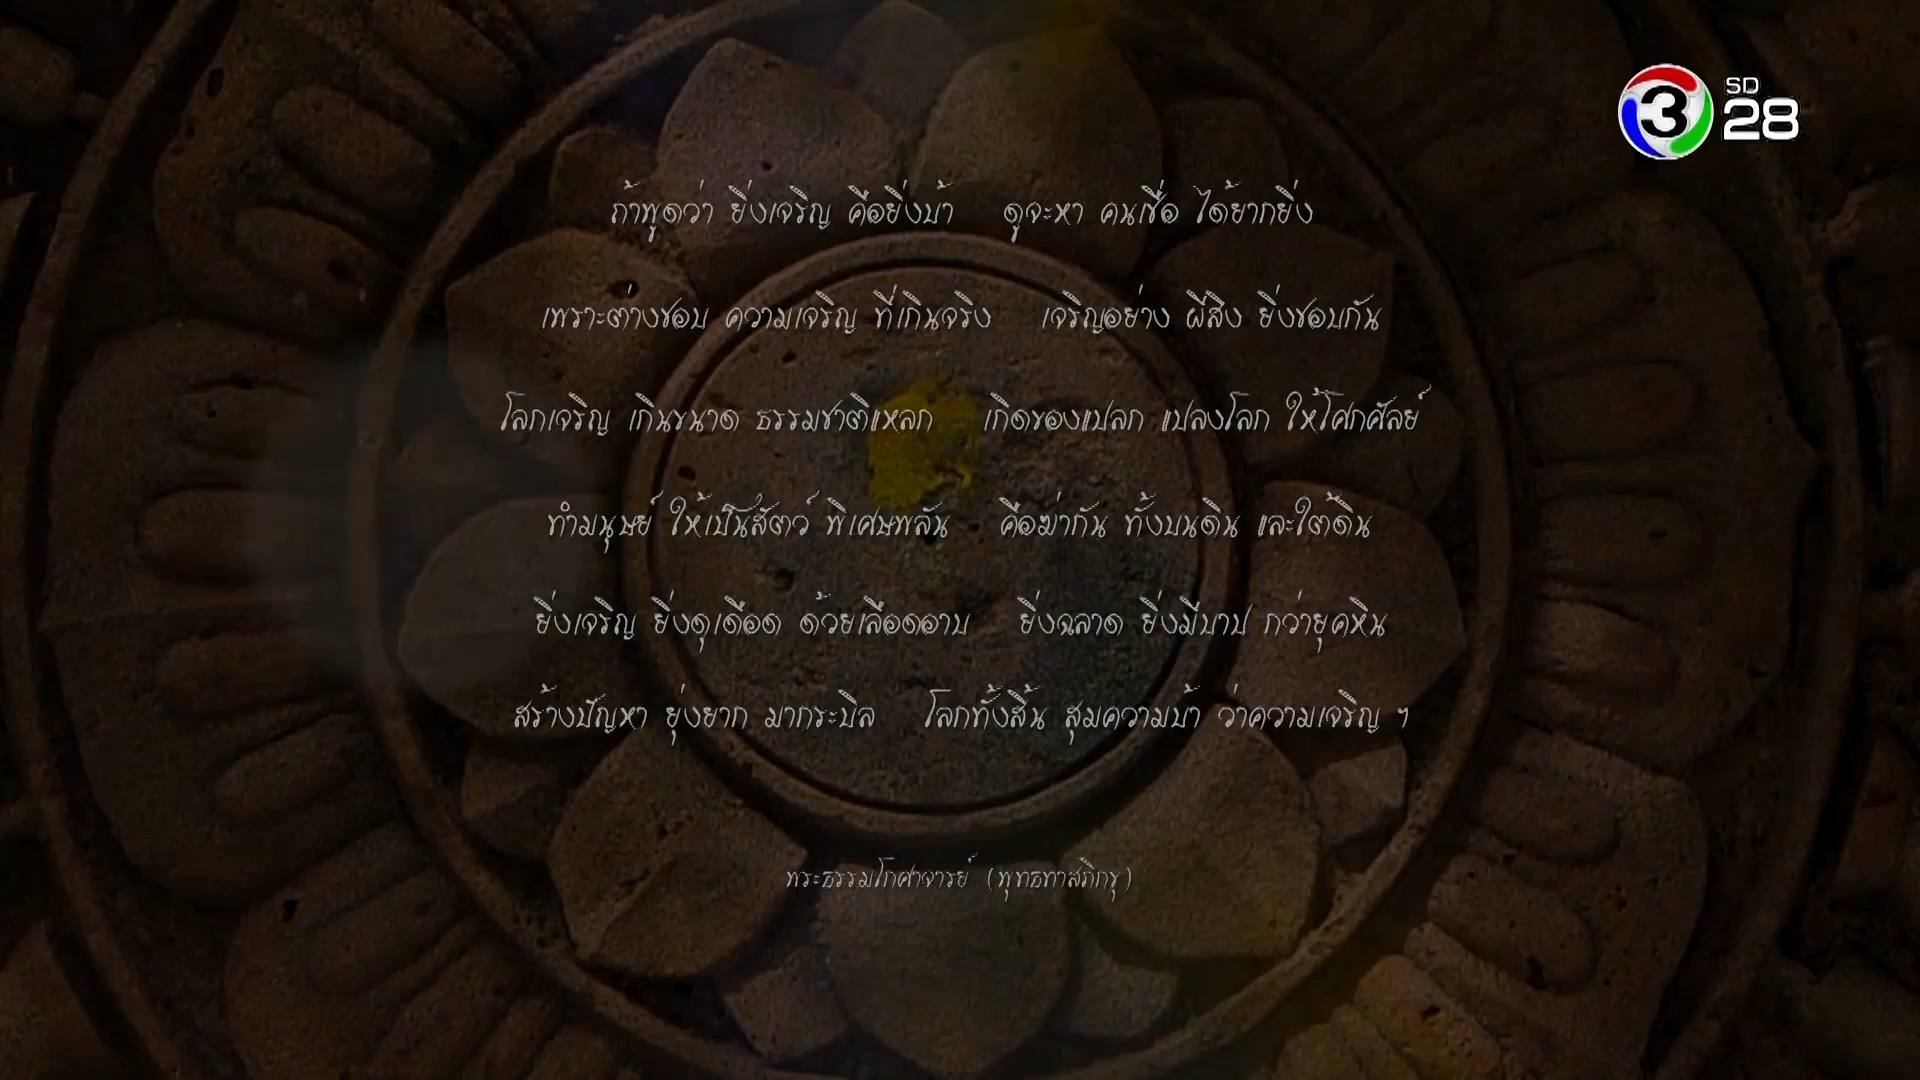 3 SD 28
ถ้าพูดว่า ยิ่งเจริญ คือยิ่งบ้า ดูจะหา คนเชื่อ ได้ยากยิ่ง
เพราะต่างชอบ ความเจริญ ที่เกินจริง เจริญอย่าง ผีสิง ยิ่งชอบกัน
โลกเจริญ เกินขนาด ธรรมชาติแหลก เกิดของแปลก แปลงโลก ให้โศกศัลย์
ทำมนุษย์ ให้เป็นสัตว์ พิเศษพลัน คือฆ่ากัน ทั้งบนดิน และใต้ดิน
ยิ่งเจริญ ยิ่งดุเดือด ด้วยเลือดอาบ ยิ่งฉลาด ยิ่งมีบาป กว่ายุคหิน
สร้างปัญหา ยุ่งยาก มากระบิล โลกทั้งสิ้น สุมความบ้า ว่าความเจริญ ฯ
พระธรรมโกศาจารย์ (พุทธทาสภิกขุ)